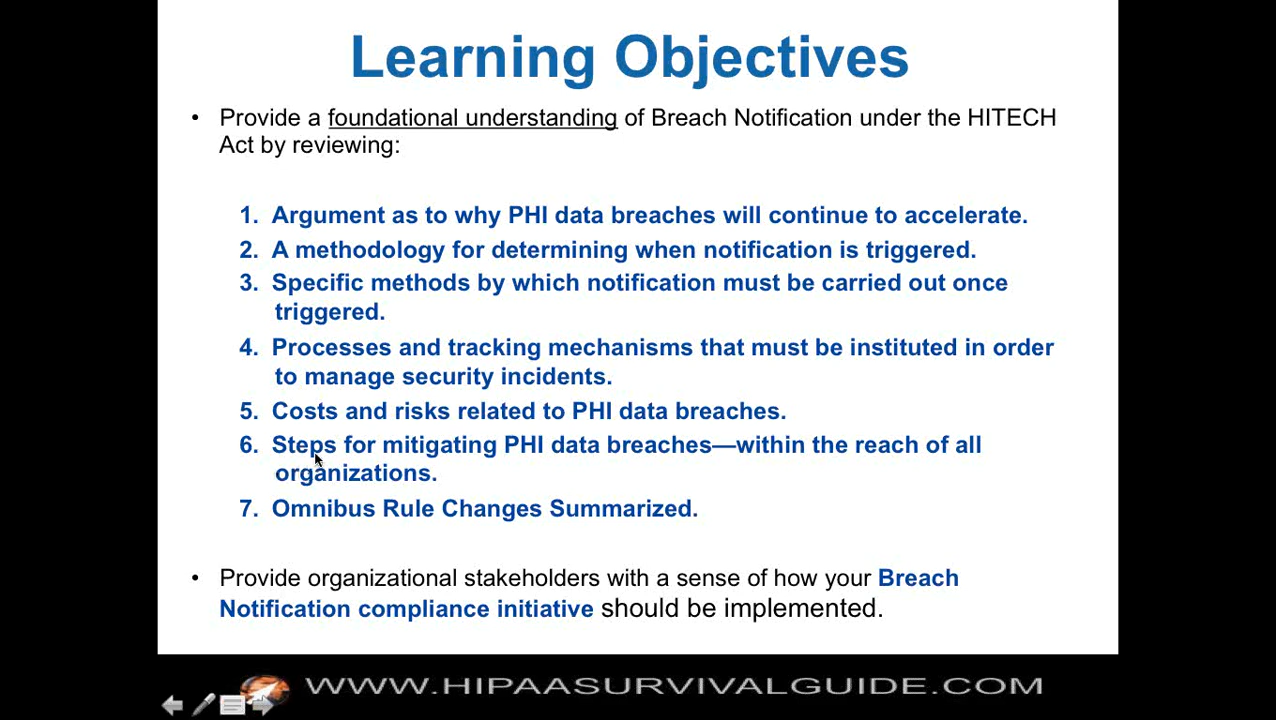 Learning Objectives
• Provide a foundational understanding of Breach Notification under the HITECH
Act by reviewing:
1. Argument as to why PHI data breaches will continue to accelerate.
2. A methodology for determining when notification is triggered.
3. Specific methods by which notification must be carried out once
triggered.
4. Processes and tracking mechanisms that must be instituted in order
to manage security incidents.
5. Costs and risks related to PHI data breaches.
6. Steps for mitigating PHI data breaches—within the reach of all
organizations.
7. Omnibus Rule Changes Summarized.
• Provide organizational stakeholders with a sense of how your Breach
Notification compliance initiative should be implemented.
WWW.HIPAASURVIVALGUIDE.COM